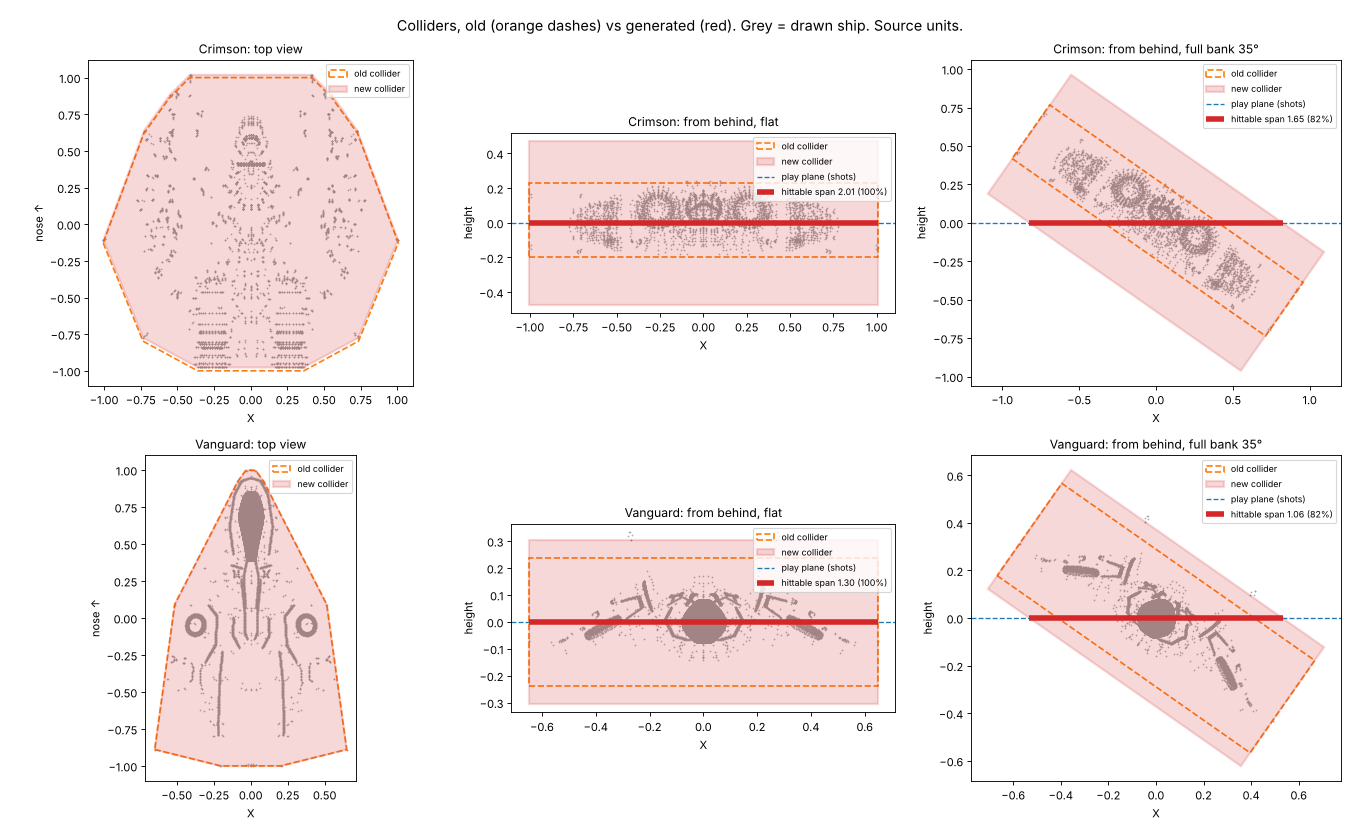 Colliders, old (orange dashes) vs generated (red). Grey = drawn ship. Source units.
Crimson: top view
1.00
0.75
0.50
0.25
0.00
−0.25
−0.50
−0.75
−1.00
nose ↑
−1.00 −0.75 −0.50 −0.25 0.00 0.25 0.50 0.75 1.00
X
old collider
new collider
Crimson: from behind, flat
0.4
0.2
0.0
−0.2
−0.4
height
−1.00 −0.75 −0.50 −0.25 0.00 0.25 0.50 0.75 1.00
X
old collider
new collider
play plane (shots)
hittable span 2.01 (100%)
Crimson: from behind, full bank 35°
1.00
0.75
0.50
0.25
0.00
−0.25
−0.50
−0.75
−1.00
height
−1.0 −0.5 0.0 0.5 1.0
X
old collider
new collider
play plane (shots)
hittable span 1.65 (82%)
Vanguard: top view
1.00
0.75
0.50
0.25
0.00
−0.25
−0.50
−0.75
−1.00
nose ↑
−0.50 −0.25 0.00 0.25 0.50
X
old collider
new collider
Vanguard: from behind, flat
0.3
0.2
0.1
0.0
−0.1
−0.2
−0.3
height
−0.6 −0.4 −0.2 0.0 0.2 0.4 0.6
X
old collider
new collider
play plane (shots)
hittable span 1.30 (100%)
Vanguard: from behind, full bank 35°
0.6
0.4
0.2
0.0
−0.2
−0.4
−0.6
height
−0.6 −0.4 −0.2 0.0 0.2 0.4 0.6
X
old collider
new collider
play plane (shots)
hittable span 1.06 (82%)